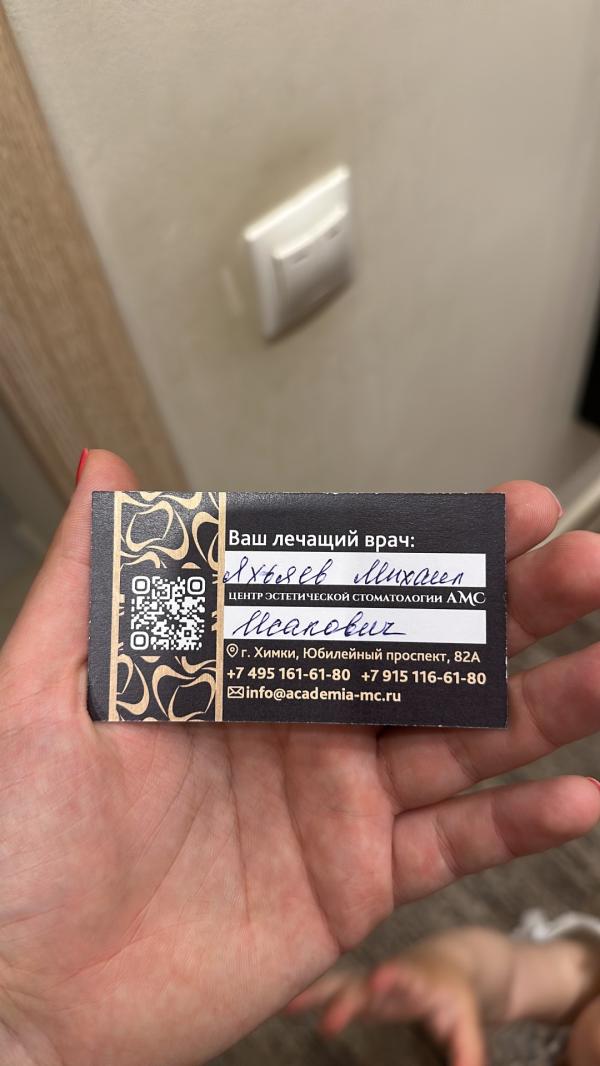 Ваш лечащий врач:
Яхьяев Михаил
ЦЕНТР ЭСТЕТИЧЕСКОЙ СТОМАТОЛОГИИ АМС
Исакович
г. Химки, Юбилейный проспект, 82А
+7 495 161-61-80 +7 915 116-61-80
info@academia-mc.ru